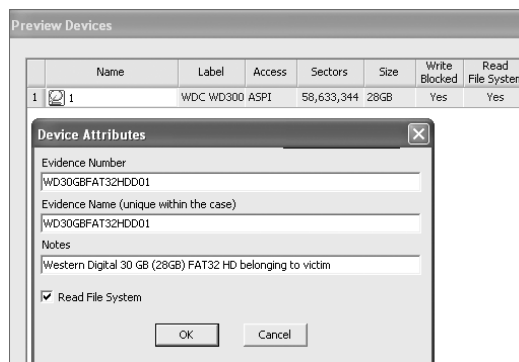 Preview Devices
Name Label Access Sectors Size Write Blocked Read File System
1 1 WDC WD300 ASPI 58,633,344 28GB Yes Yes
Device Attributes
Evidence Number
WD30GBFAT32HDD01
Evidence Name (unique within the case)
WD30GBFAT32HDD01
Notes
Western Digital 30 GB (28GB) FAT32 HD belonging to victim
Read File System
OK Cancel